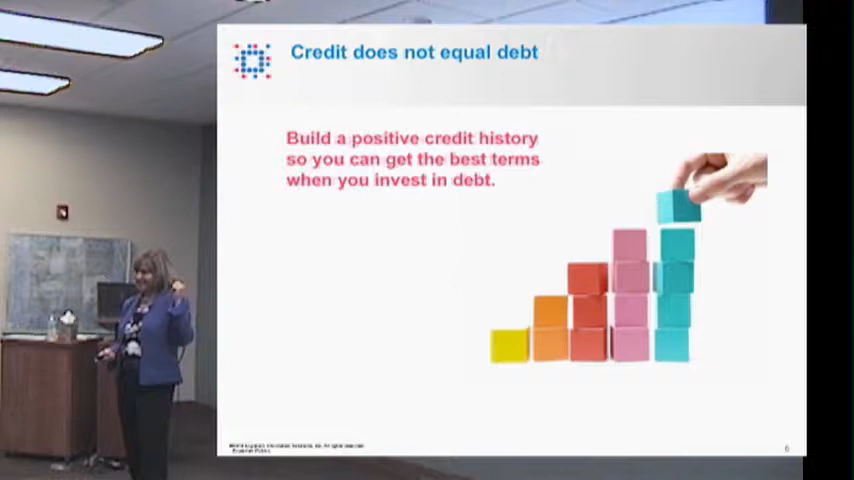 Credit does not equal debt
Build a positive credit history
so you can get the best terms
when you invest in debt.
6